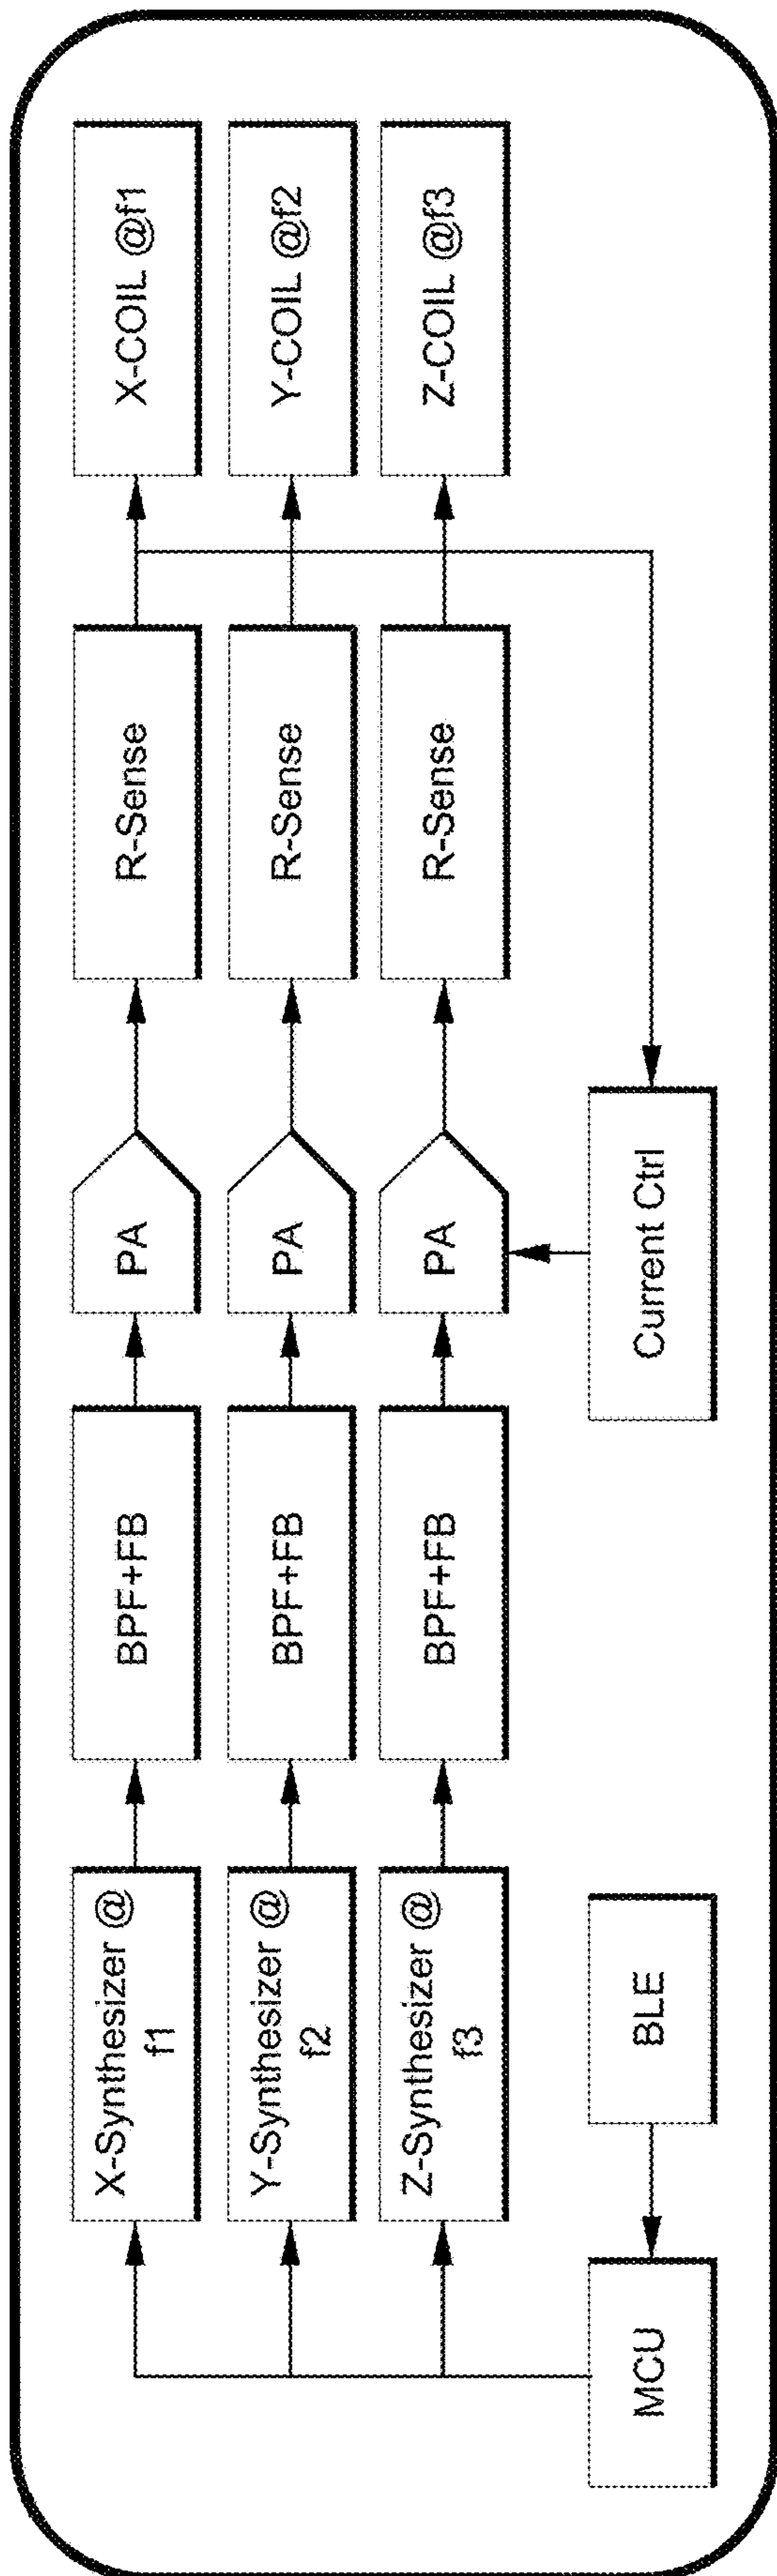 X-Synthesizer @
f1
BPF+FB
PA
R-Sense
X-COIL @f1
Y-Synthesizer @
f2
BPF+FB
PA
R-Sense
Y-COIL @f2
Z-Synthesizer @
f3
BPF+FB
PA
R-Sense
Z-COIL @f3
MCU
BLE
Current Ctrl